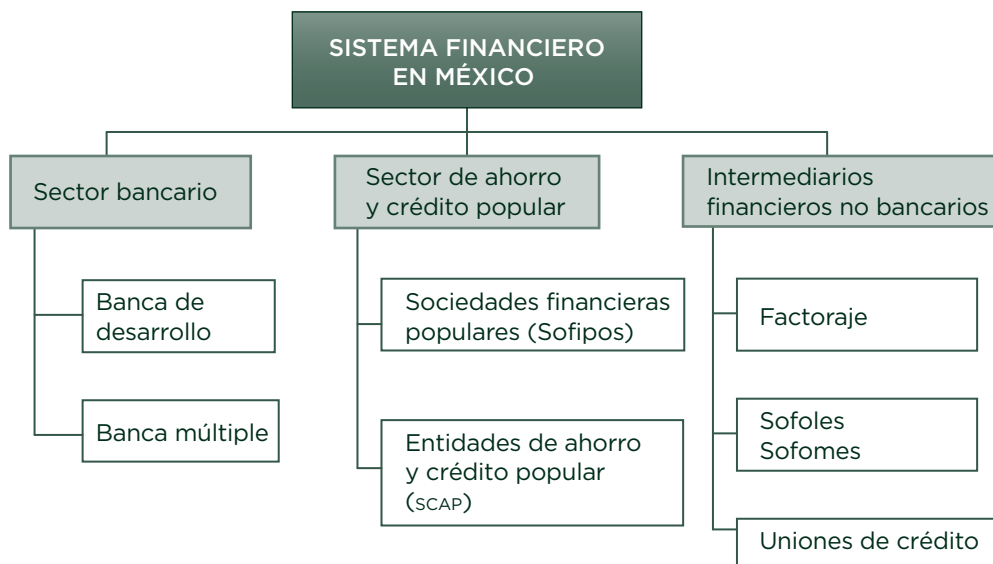 SISTEMA FINANCIERO
EN MÉXICO
Sector bancario
Banca de
desarrollo
Banca múltiple
Sector de ahorro
y crédito popular
Sociedades financieras
populares (Sofipos)
Entidades de ahorro
y crédito popular
(SCAP)
Intermediarios
financieros no bancarios
Factoraje
Sofoles
Sofomes
Uniones de crédito